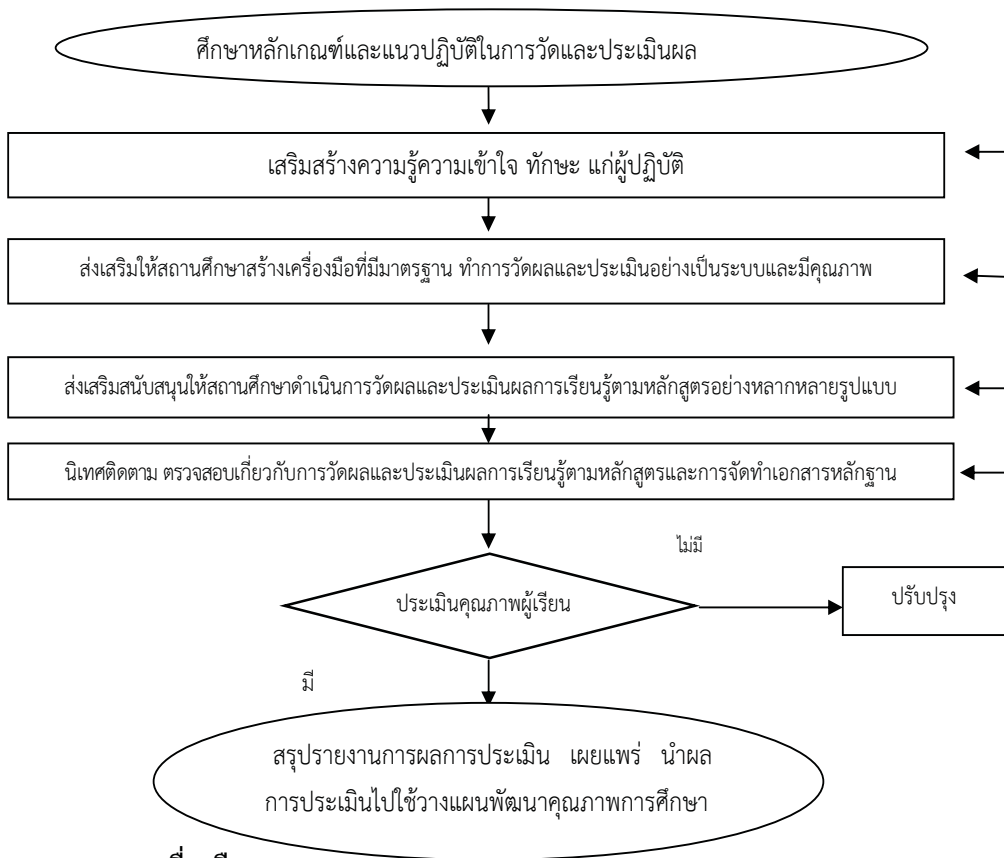 ศึกษาหลักเกณฑ์และแนวปฏิบัติในการวัดและประเมินผล
เสริมสร้างความรู้ความเข้าใจ ทักษะ แก่ผู้ปฏิบัติ
ส่งเสริมให้สถานศึกษาสร้างเครื่องมือที่มีมาตรฐาน ทำการวัดผลและประเมินอย่างเป็นระบบและมีคุณภาพ
ส่งเสริมสนับสนุนให้สถานศึกษาดำเนินการวัดผลและประเมินผลการเรียนรู้ตามหลักสูตรอย่างหลากหลายรูปแบบ
นิเทศติดตาม ตรวจสอบเกี่ยวกับการวัดผลและประเมินผลการเรียนรู้ตามหลักสูตรและการจัดทำเอกสารหลักฐาน
ไม่มี
ประเมินคุณภาพผู้เรียน
ปรับปรุง
มี
สรุปรายงานการผลการประเมิน เผยแพร่ นำผล
การประเมินไปใช้วางแผนพัฒนาคุณภาพการศึกษา